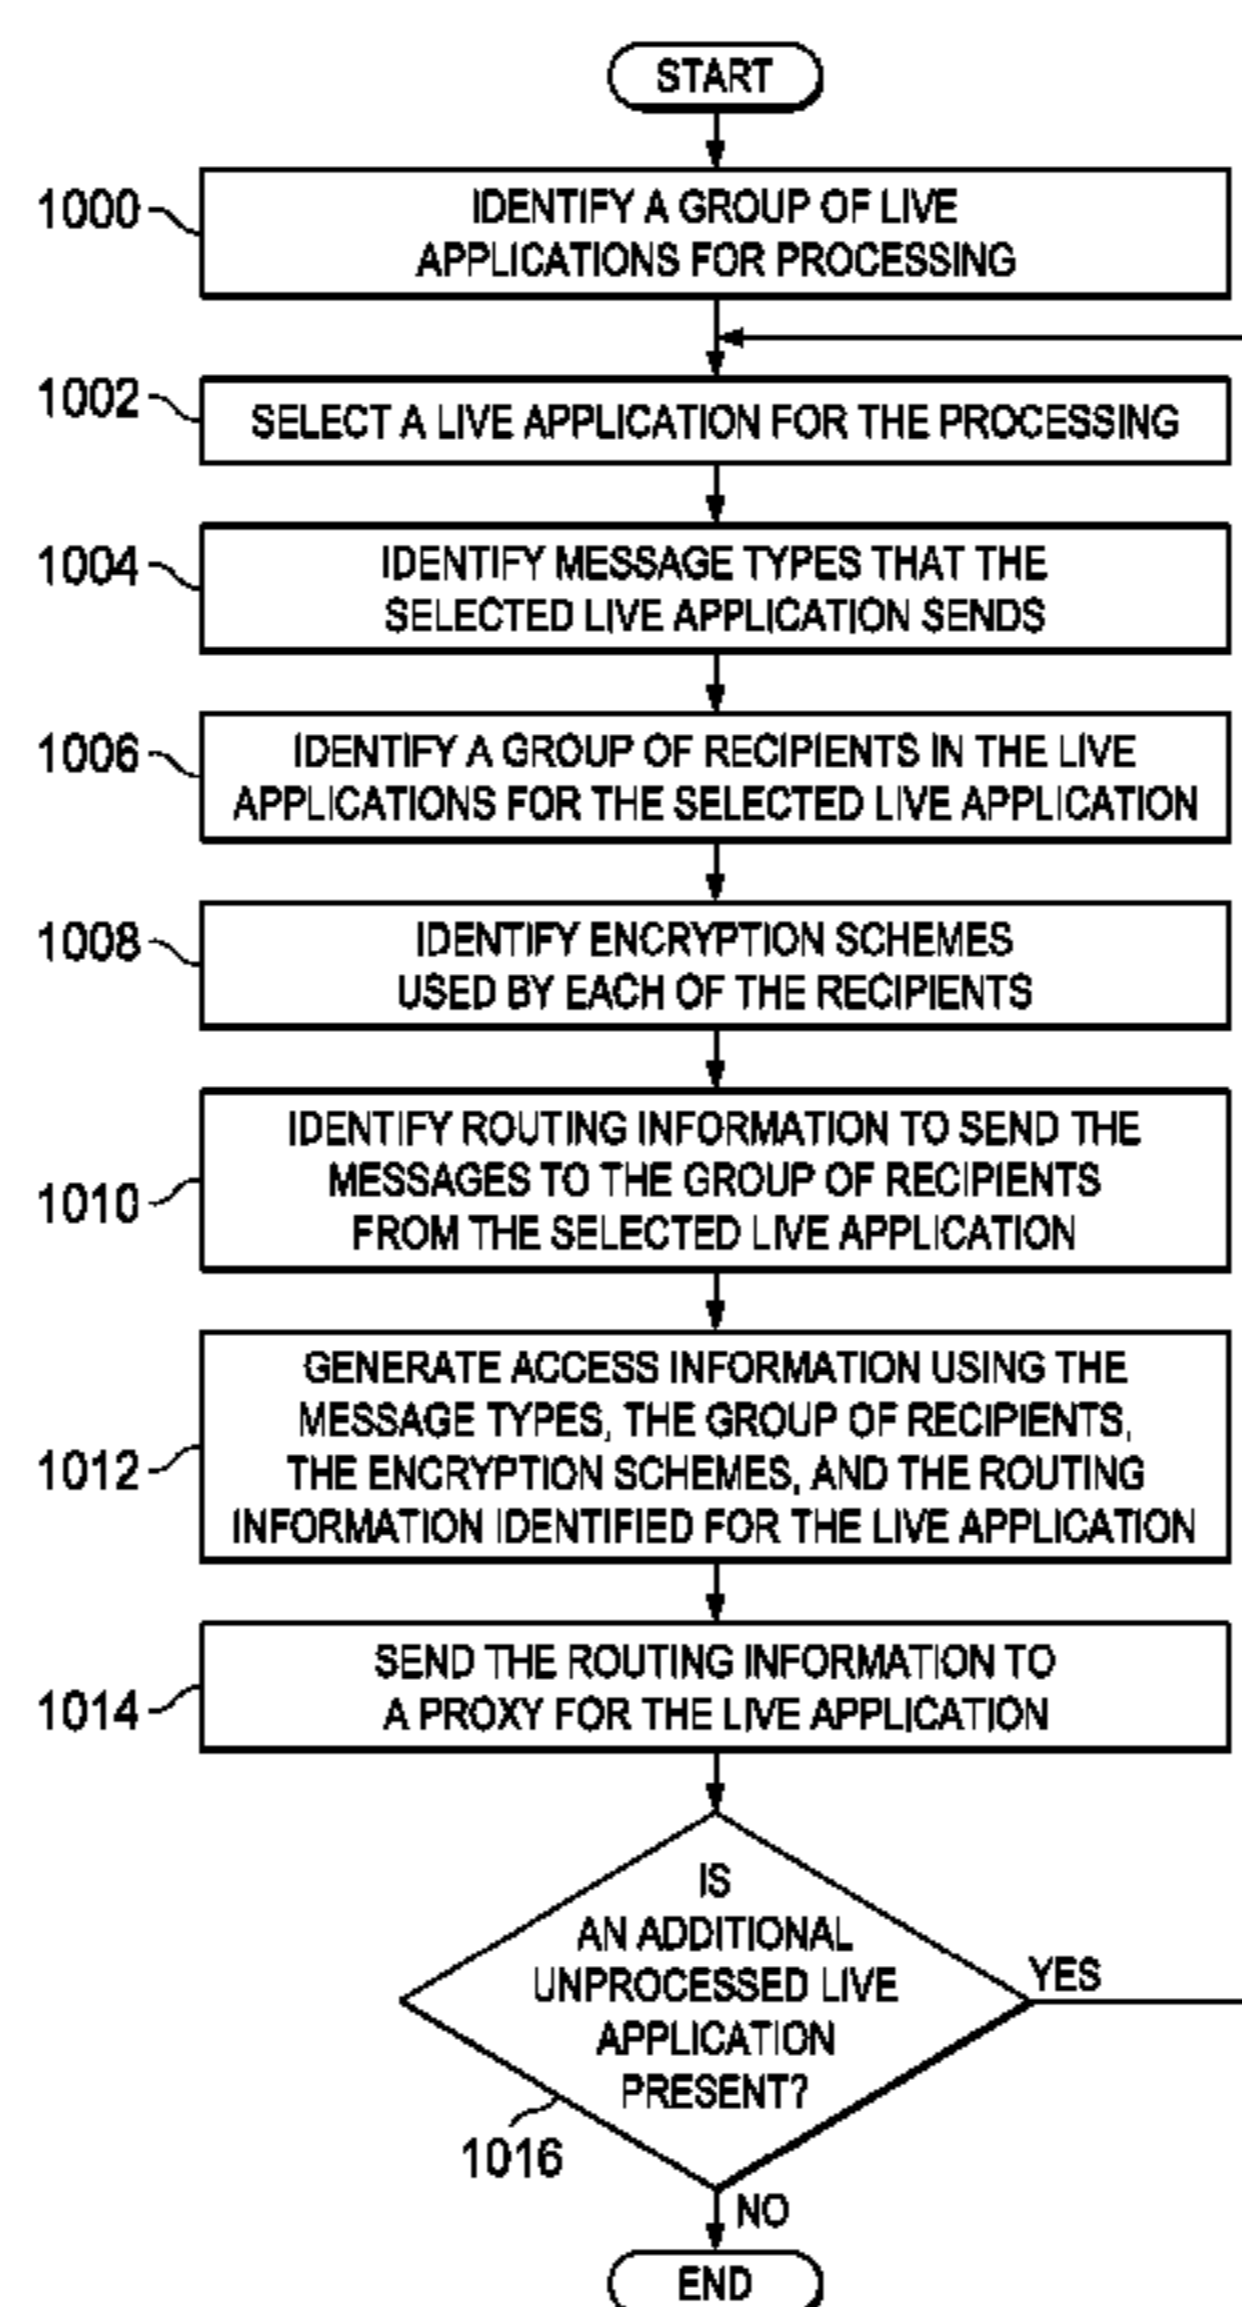 START
1000
IDENTIFY A GROUP OF LIVE
APPLICATIONS FOR PROCESSING
1002
SELECT A LIVE APPLICATION FOR THE PROCESSING
1004
IDENTIFY MESSAGE TYPES THAT THE
SELECTED LIVE APPLICATION SENDS
1006
IDENTIFY A GROUP OF RECIPIENTS IN THE LIVE
APPLICATIONS FOR THE SELECTED LIVE APPLICATION
1008
IDENTIFY ENCRYPTION SCHEMES
USED BY EACH OF THE RECIPIENTS
1010
IDENTIFY ROUTING INFORMATION TO SEND THE
MESSAGES TO THE GROUP OF RECIPIENTS
FROM THE SELECTED LIVE APPLICATION
1012
GENERATE ACCESS INFORMATION USING THE
MESSAGE TYPES, THE GROUP OF RECIPIENTS,
THE ENCRYPTION SCHEMES, AND THE ROUTING
INFORMATION IDENTIFIED FOR THE LIVE APPLICATION
1014
SEND THE ROUTING INFORMATION TO
A PROXY FOR THE LIVE APPLICATION
IS
AN ADDITIONAL
UNPROCESSED LIVE
APPLICATION
PRESENT?
YES
1016
NO
END